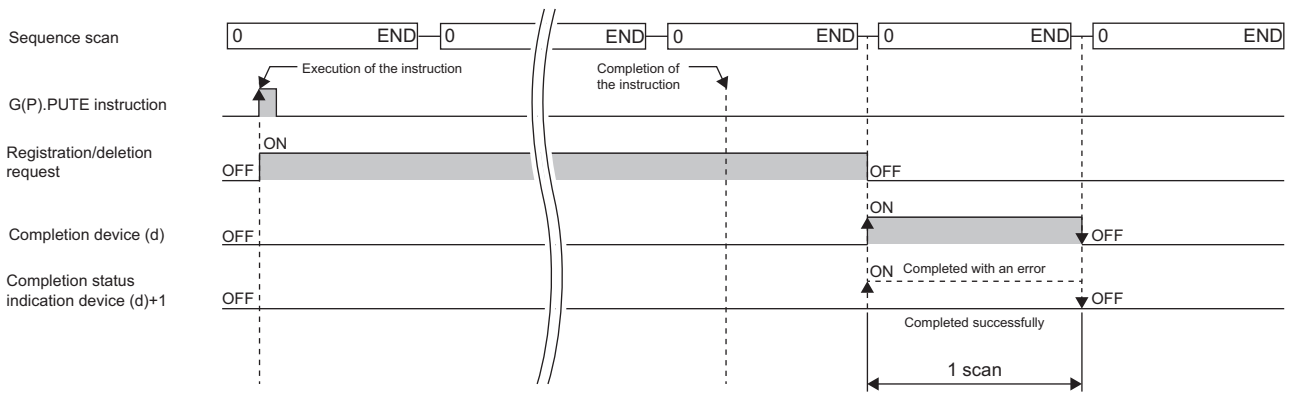 Sequence scan
0 END 0 END 0 END 0 END 0 END
Execution of the instruction
Completion of
the instruction
G(P).PUTE instruction
Registration/deletion
request
ON
OFF
OFF
Completion device (d)
ON
OFF
OFF
Completion status
indication device (d)+1
ON Completed with an error
OFF
OFF
Completed successfully
1 scan